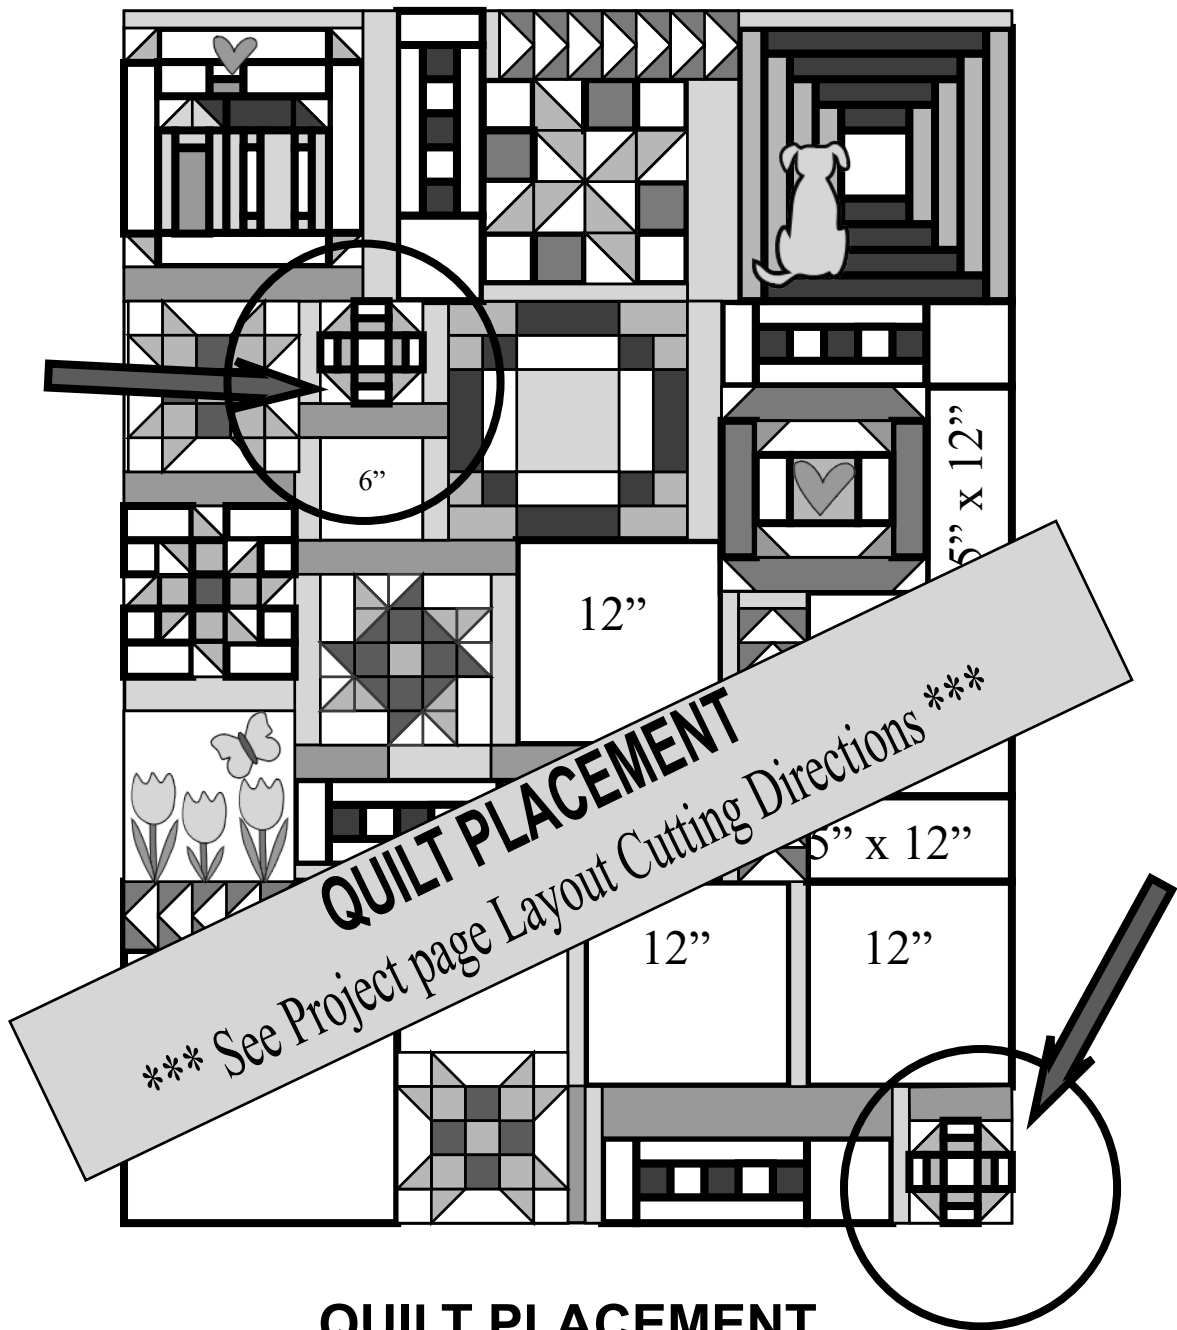 6”
5” x 12”
12”
QUILT PLACEMENT
*** See Project page Layout Cutting Directions ***
5” x 12”
12”
12”
QUILT PLACEMENT